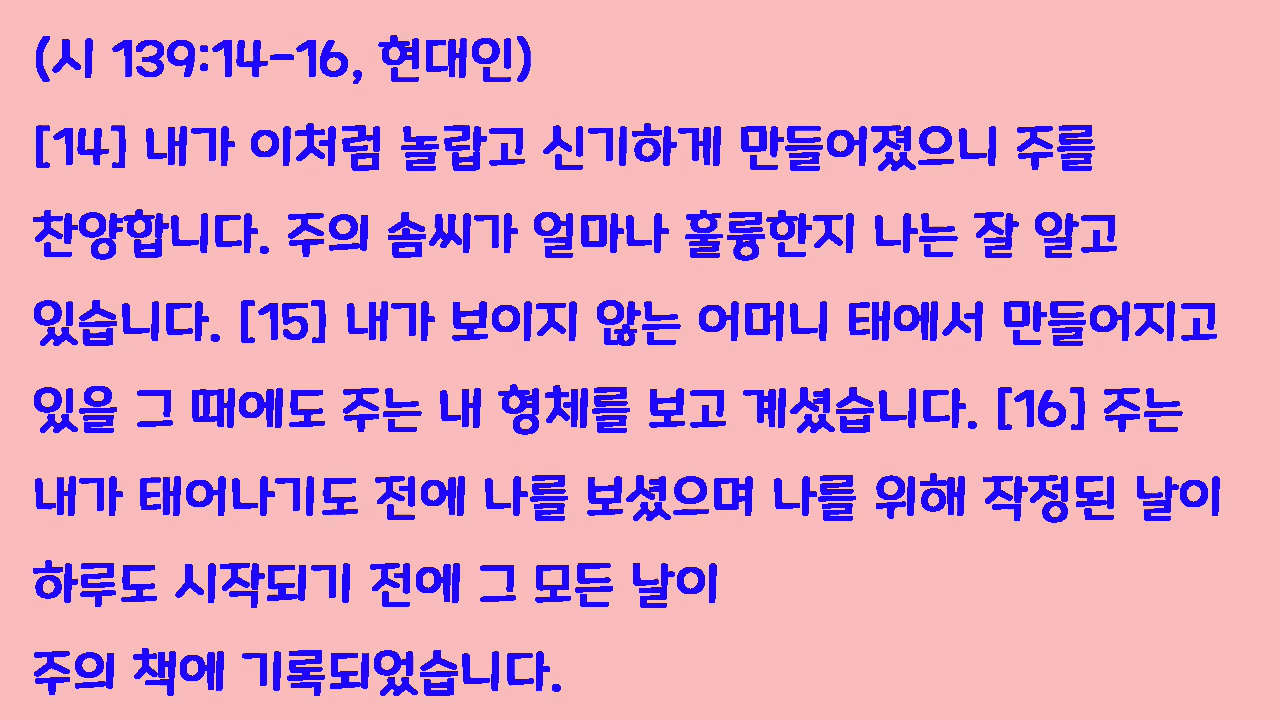 (시 139:14-16, 현대인)
[14] 내가 이처럼 놀랍고 신기하게 만들어졌으니 주를
찬양합니다. 주의 솜씨가 얼마나 훌륭한지 나는 잘 알고
있습니다. [15] 내가 보이지 않는 어머니 태에서 만들어지고
있을 그 때에도 주는 내 형체를 보고 계셨습니다. [16] 주는
내가 태어나기도 전에 나를 보셨으며 나를 위해 작정된 날이
하루도 시작되기 전에 그 모든 날이
주의 책에 기록되었습니다.